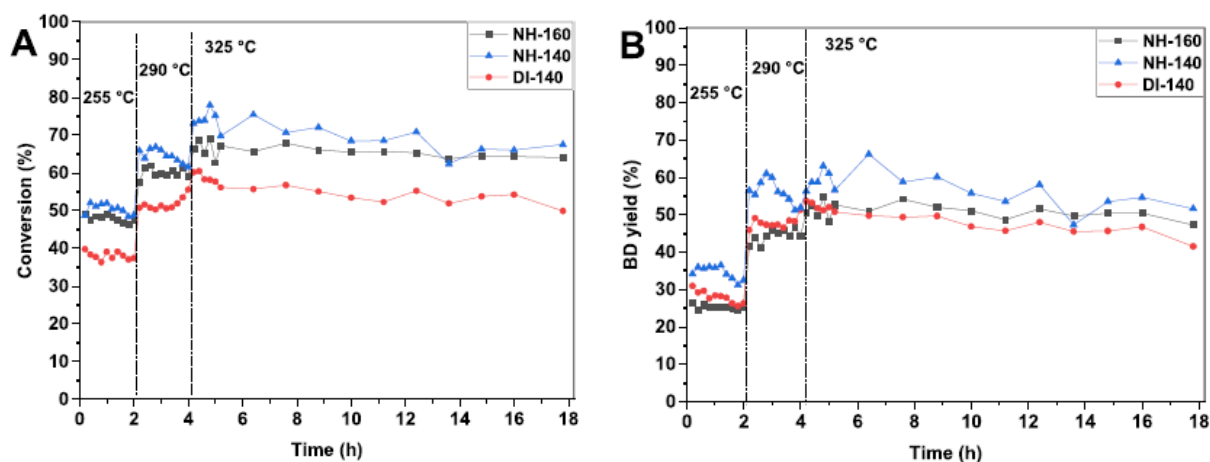 A
255 °C
290 °C
325 °C
NH-160
NH-140
DI-140
Conversion (%)
100
90
80
70
60
50
40
30
20
10
0
0 2 4 6 8 10 12 14 16 18
Time (h)
B
255 °C
290 °C
325 °C
NH-160
NH-140
DI-140
BD yield (%)
100
90
80
70
60
50
40
30
20
10
0
0 2 4 6 8 10 12 14 16 18
Time (h)